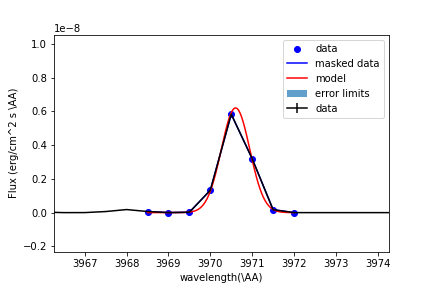 1e-8
1.0
0.8
0.6
0.4
0.2
0.0
−0.2
Flux (erg/cm^2 s \AA)
data
masked data
model
error limits
data
3967 3968 3969 3970 3971 3972 3973 3974
wavelength(\AA)